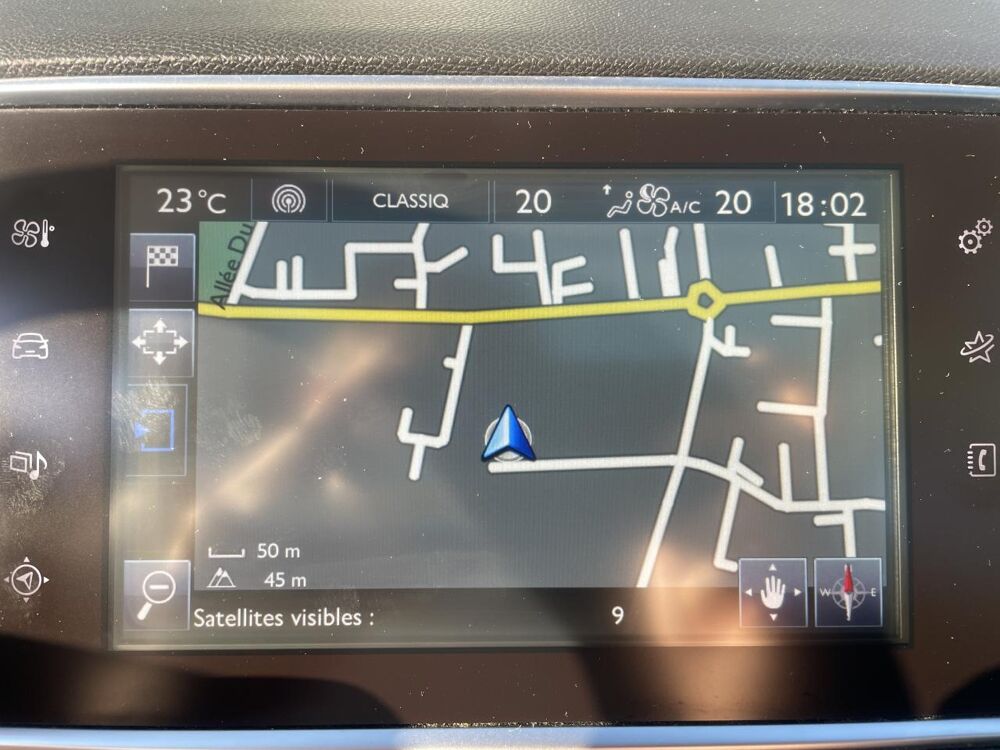 23°C CLASSIQ 20 A/C 20 18:02
Allée Du
50 m
45 m
W E
Satellites visibles : 9